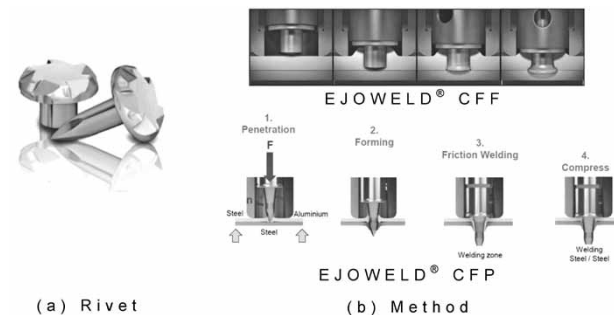 EJOWELD® CFF
1.
Penetration
F
2.
Forming
3.
Friction Welding
4.
Compress
Steel
Aluminium
n
Steel
Welding zone
Welding
Steel / Steel
EJOWELD® CFP
(a) Rivet
(b) Method